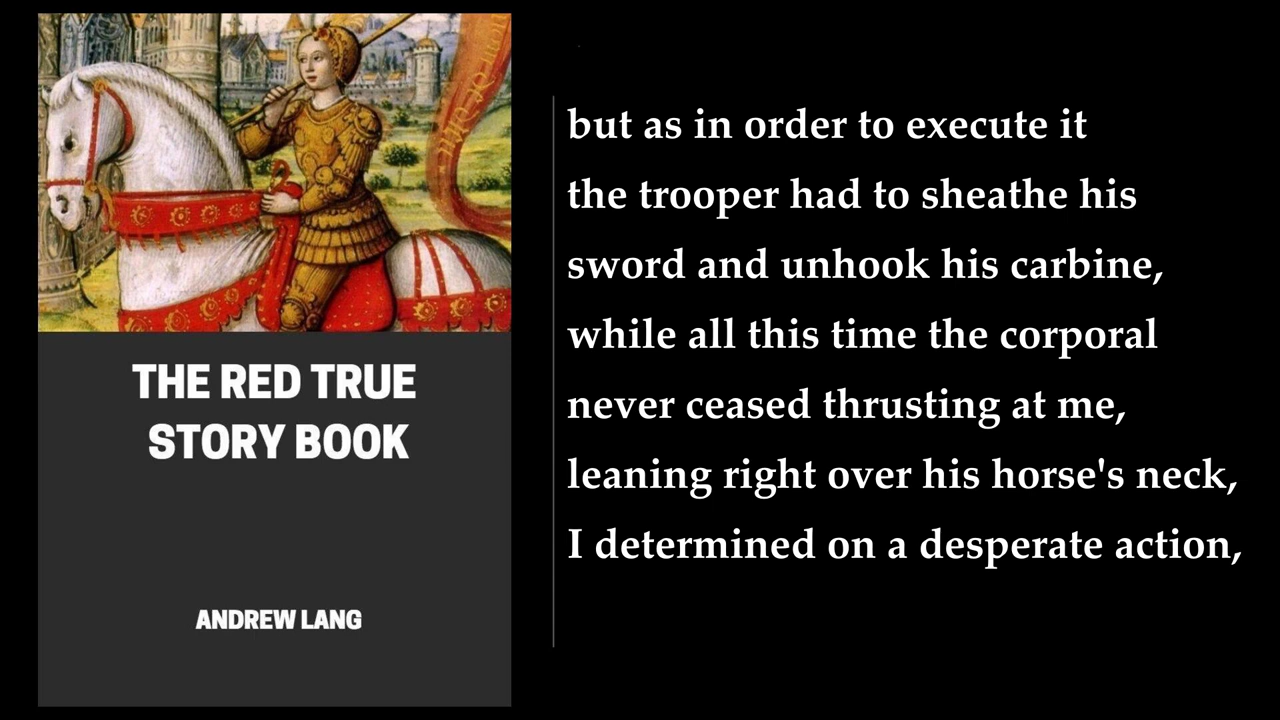 THE RED TRUE
STORY BOOK
ANDREW LANG
but as in order to execute it
the trooper had to sheathe his
sword and unhook his carbine,
while all this time the corporal
never ceased thrusting at me,
leaning right over his horse's neck,
I determined on a desperate action,